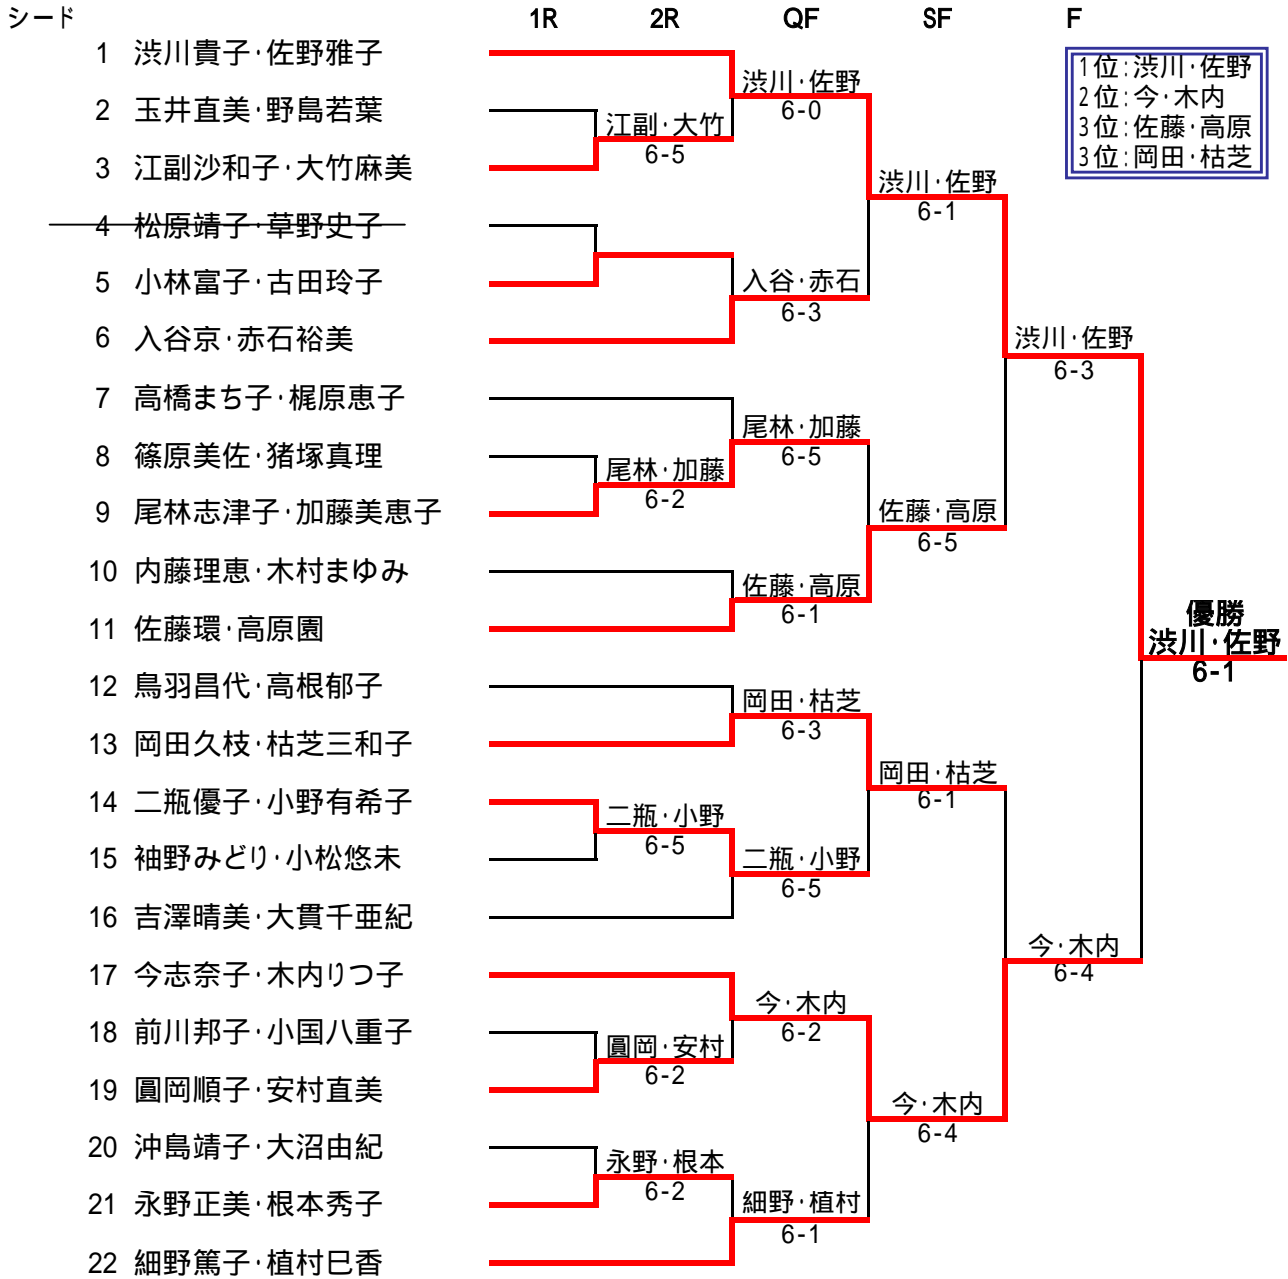 シード 1R 2R QF SF F
1 渋川貴子･佐野雅子
2 玉井直美･野島若葉
3 江副沙和子･大竹麻美
4 松原靖子･草野史子
5 小林富子･古田玲子
6 入谷京･赤石裕美
7 高橋まち子･梶原恵子
8 篠原美佐･猪塚真理
9 尾林志津子･加藤美恵子
10 内藤理恵･木村まゆみ
11 佐藤環･高原園
12 鳥羽昌代･高根郁子
13 岡田久枝･枯芝三和子
14 二瓶優子･小野有希子
15 袖野みどり･小松悠未
16 吉澤晴美･大貫千亜紀
17 今志奈子･木内りつ子
18 前川邦子･小国八重子
19 圓岡順子･安村直美
20 沖島靖子･大沼由紀
21 永野正美･根本秀子
22 細野篤子･植村巳香
江副･大竹
6-5
尾林･加藤
6-2
二瓶･小野
6-5
圓岡･安村
6-2
永野･根本
6-2
渋川･佐野
6-0
入谷･赤石
6-3
尾林･加藤
6-5
佐藤･高原
6-1
岡田･枯芝
6-3
二瓶･小野
6-5
今･木内
6-2
細野･植村
6-1
渋川･佐野
6-1
佐藤･高原
6-5
岡田･枯芝
6-1
今･木内
6-4
渋川･佐野
6-3
今･木内
6-4
優勝
渋川･佐野
6-1
1位:渋川･佐野
2位:今･木内
3位:佐藤･高原
3位:岡田･枯芝